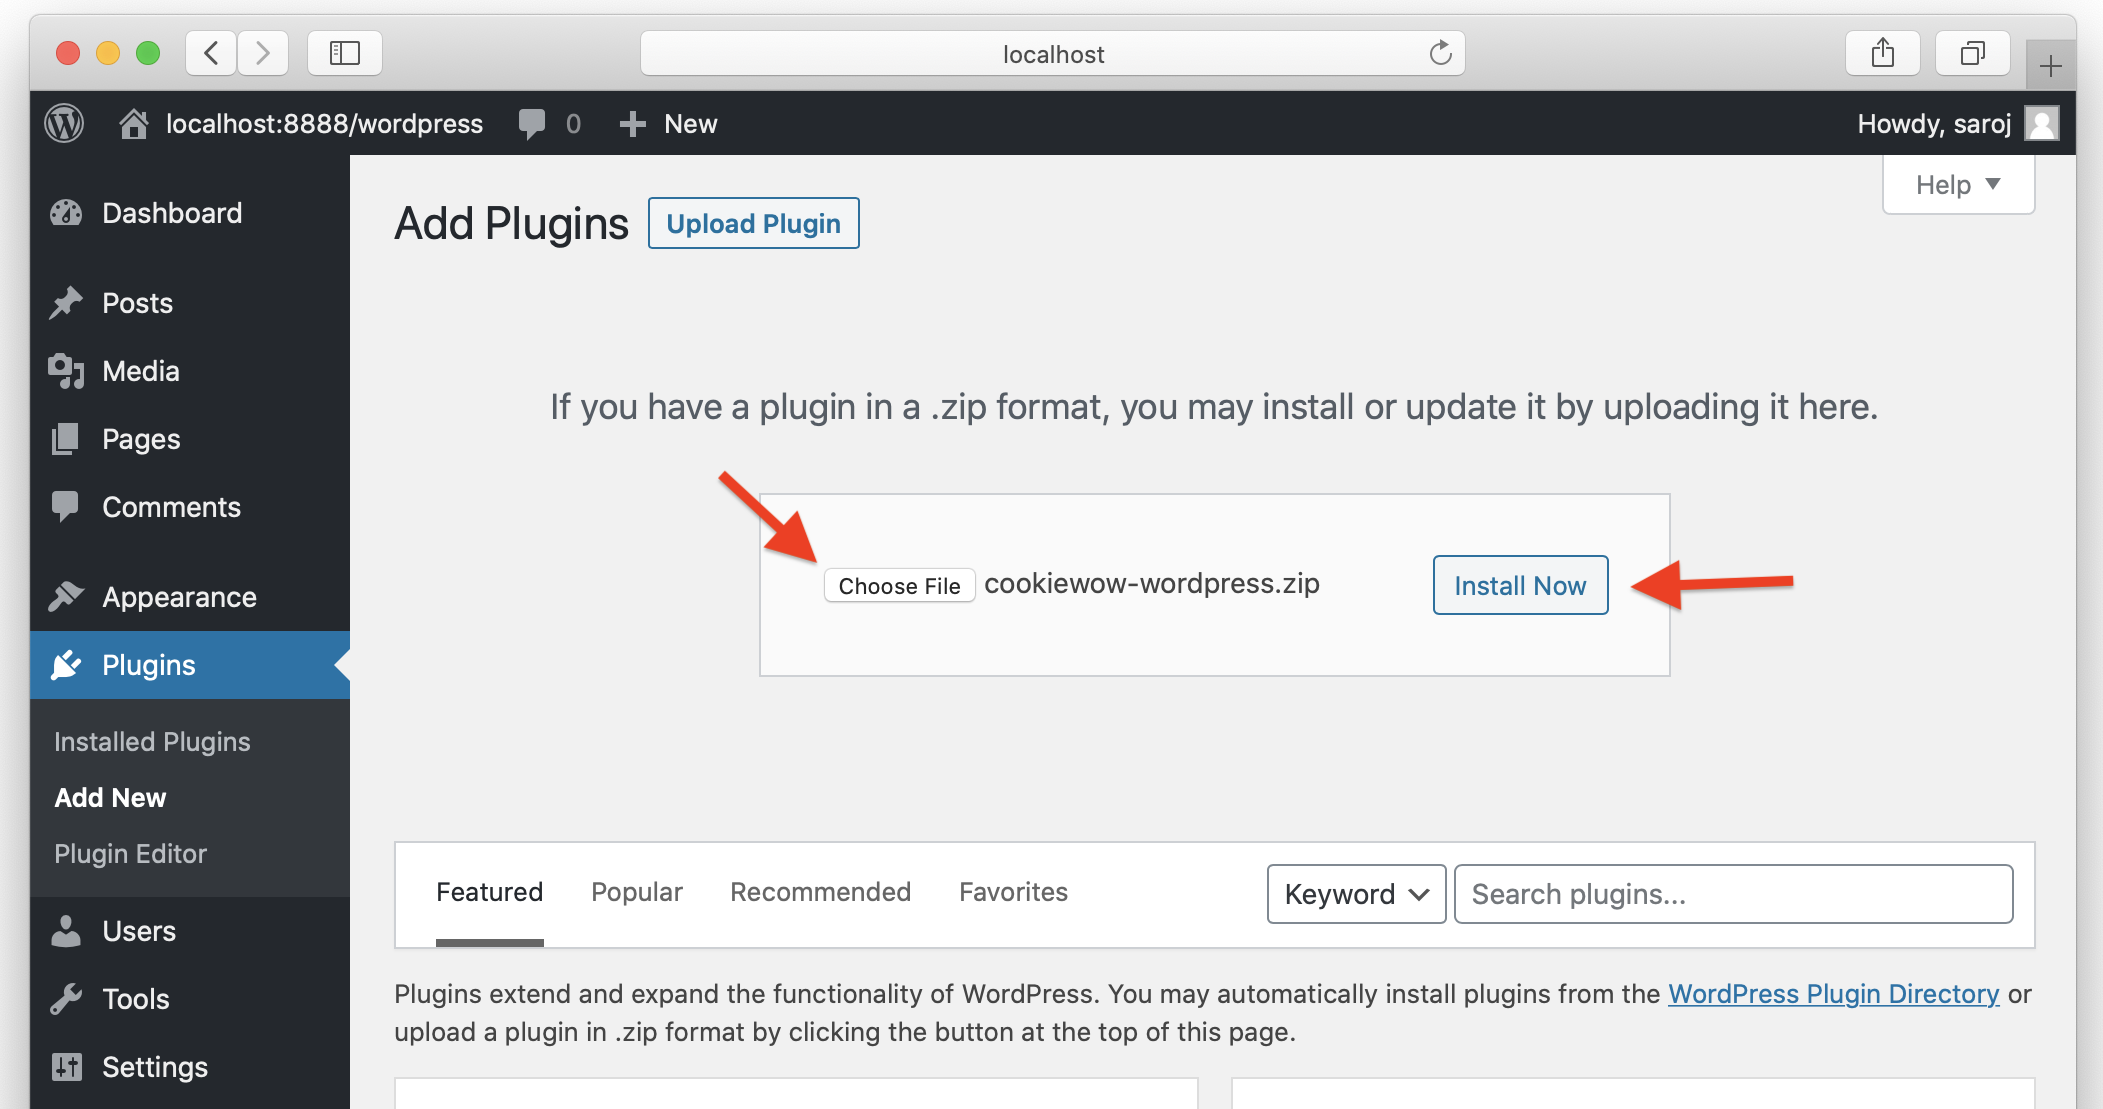 localhost
localhost:8888/wordpress 0 New Howdy, saroj
Help
Dashboard
Posts
Media
Pages
Comments
Appearance
Plugins
Installed Plugins
Add New
Plugin Editor
Users
Tools
Settings
Add Plugins Upload Plugin
If you have a plugin in a .zip format, you may install or update it by uploading it here.
Choose File cookiewow-wordpress.zip Install Now
Featured Popular Recommended Favorites Keyword Search plugins...
Plugins extend and expand the functionality of WordPress. You may automatically install plugins from the WordPress Plugin Directory or
upload a plugin in .zip format by clicking the button at the top of this page.